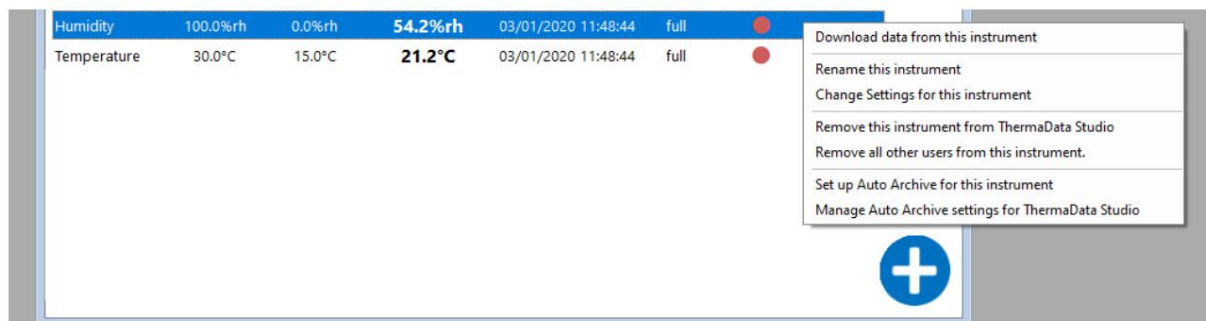 Humidity 100.0%rh 0.0%rh 54.2%rh 03/01/2020 11:48:44 full
Temperature 30.0°C 15.0°C 21.2°C 03/01/2020 11:48:44 full
Download data from this instrument
Rename this instrument
Change Settings for this instrument
Remove this instrument from ThermaData Studio
Remove all other users from this instrument.
Set up Auto Archive for this instrument
Manage Auto Archive settings for ThermaData Studio